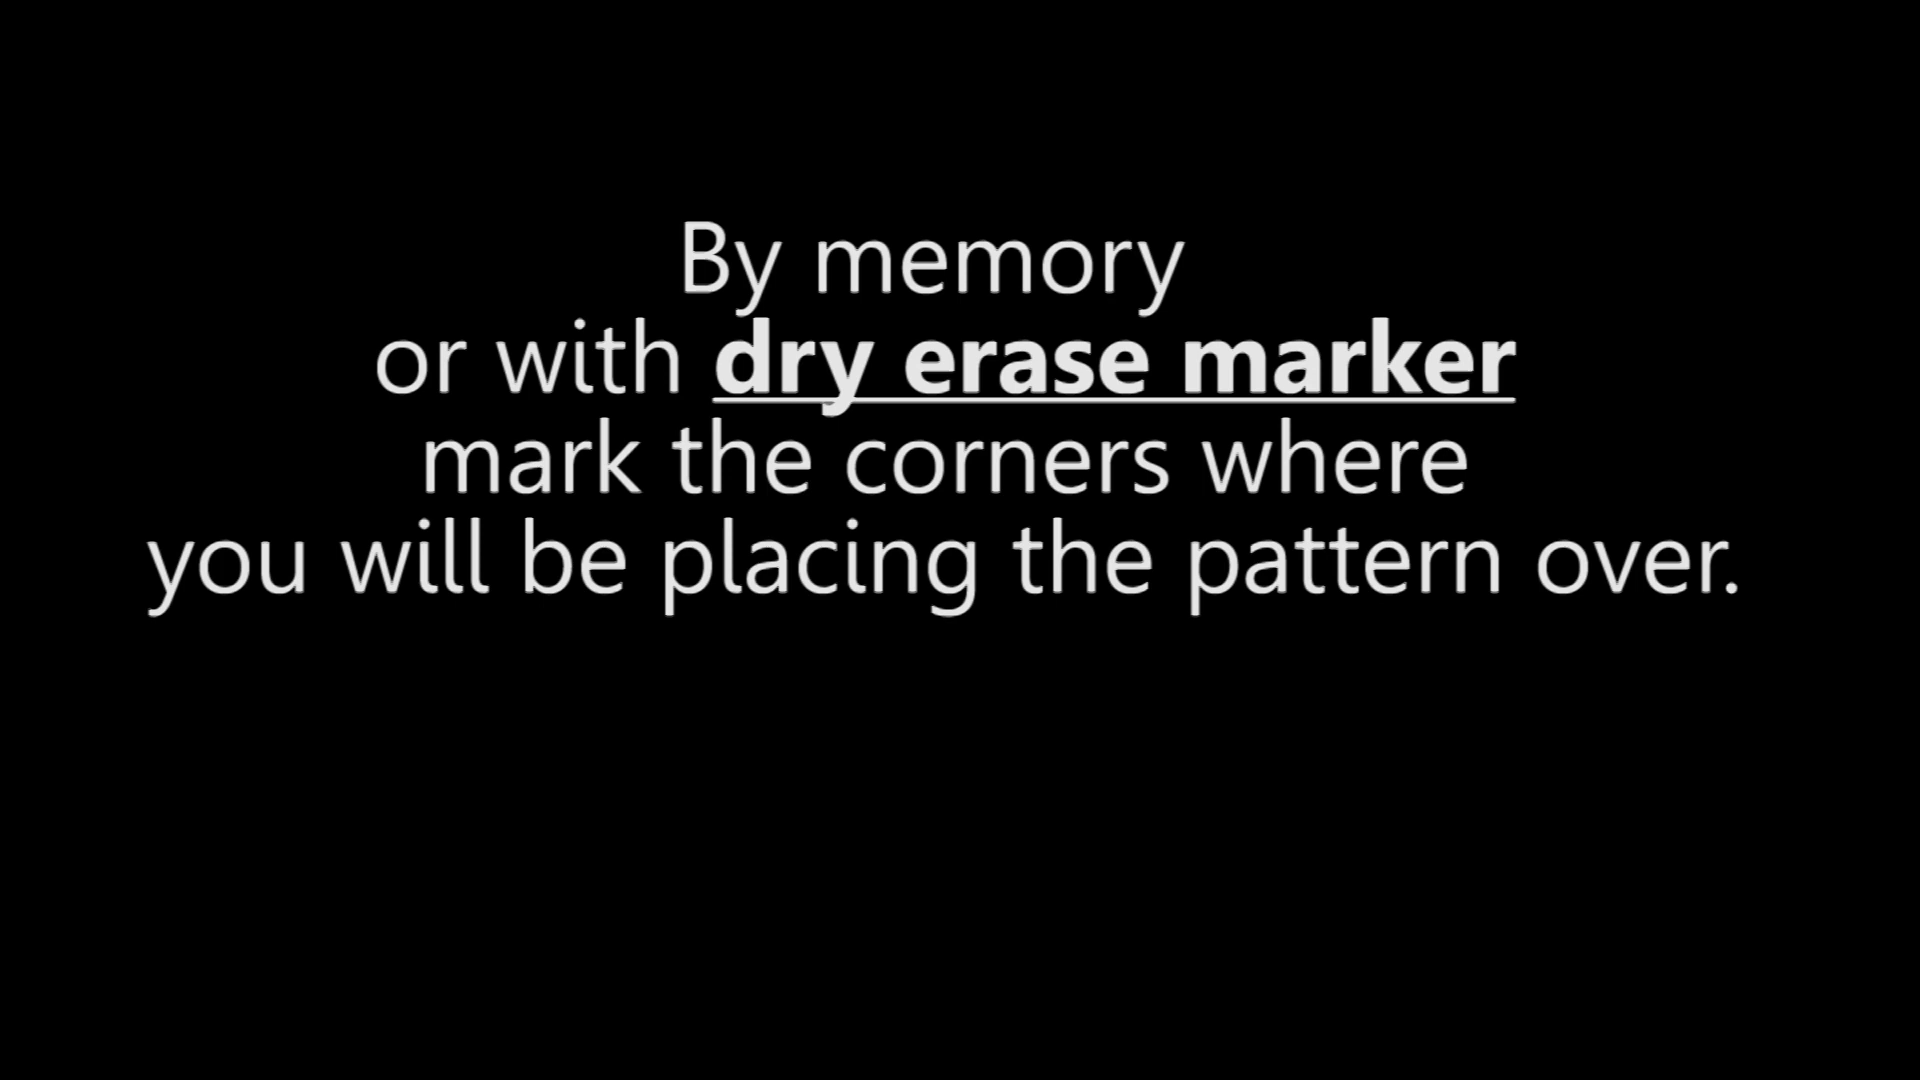 By memory
or with dry erase marker
mark the corners where
you will be placing the pattern over.